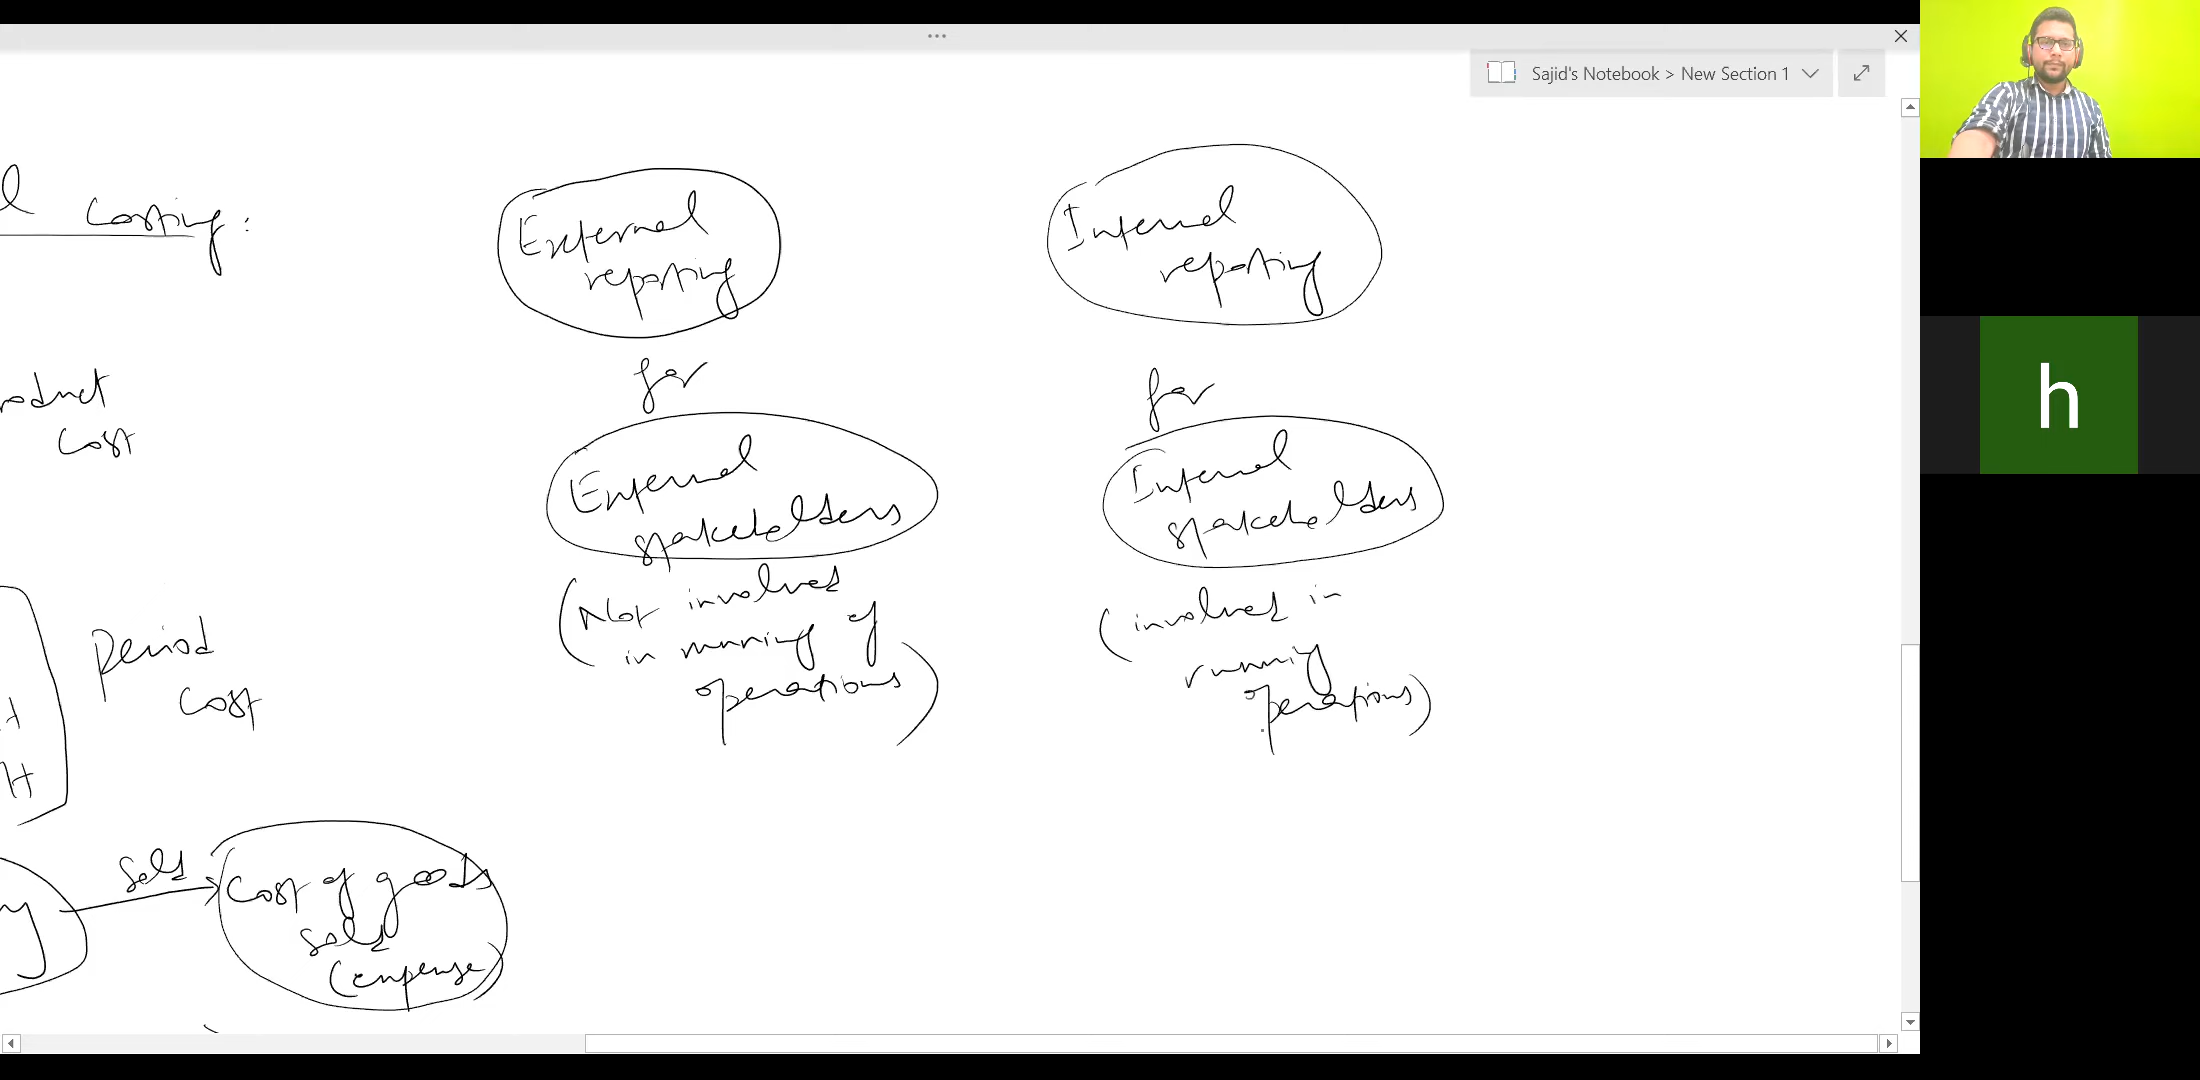 Sajid's Notebook > New Section 1
l Costing:
External
reporting
Internal
reporting
for
for
roduct
Cost
External
stakeholders
Internal
stakeholders
(Not involved
in running of
operations)
(involved in
running
operations)
Period
Cost
H
Sold
Cost of goods
sold
(expense)
h